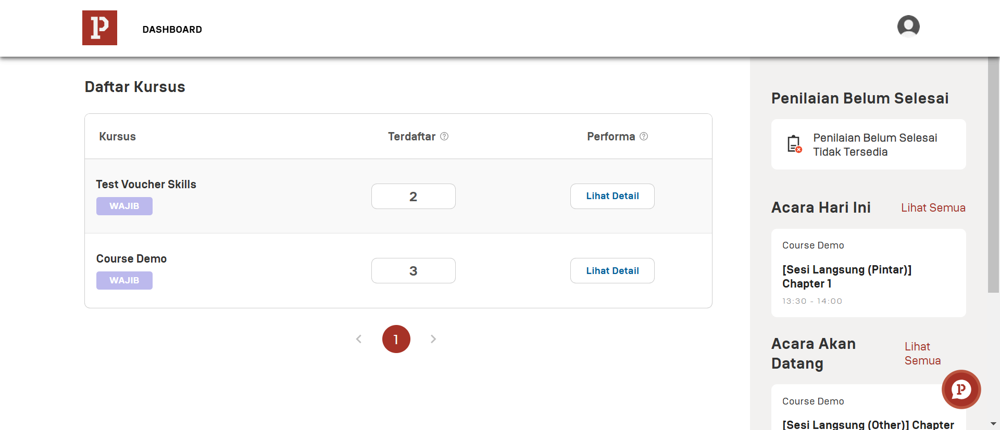 P
DASHBOARD
Daftar Kursus
Kursus
Terdaftar
Performa
Test Voucher Skills
WAJIB
2
Lihat Detail
Course Demo
WAJIB
3
Lihat Detail
1
Penilaian Belum Selesai
Penilaian Belum Selesai
Tidak Tersedia
Acara Hari Ini
Lihat Semua
Course Demo
[Sesi Langsung (Pintar)]
Chapter 1
13:30 - 14:00
Acara Akan
Datang
Lihat
Semua
P
Course Demo
[Sesi Langsung (Other)] Chapter